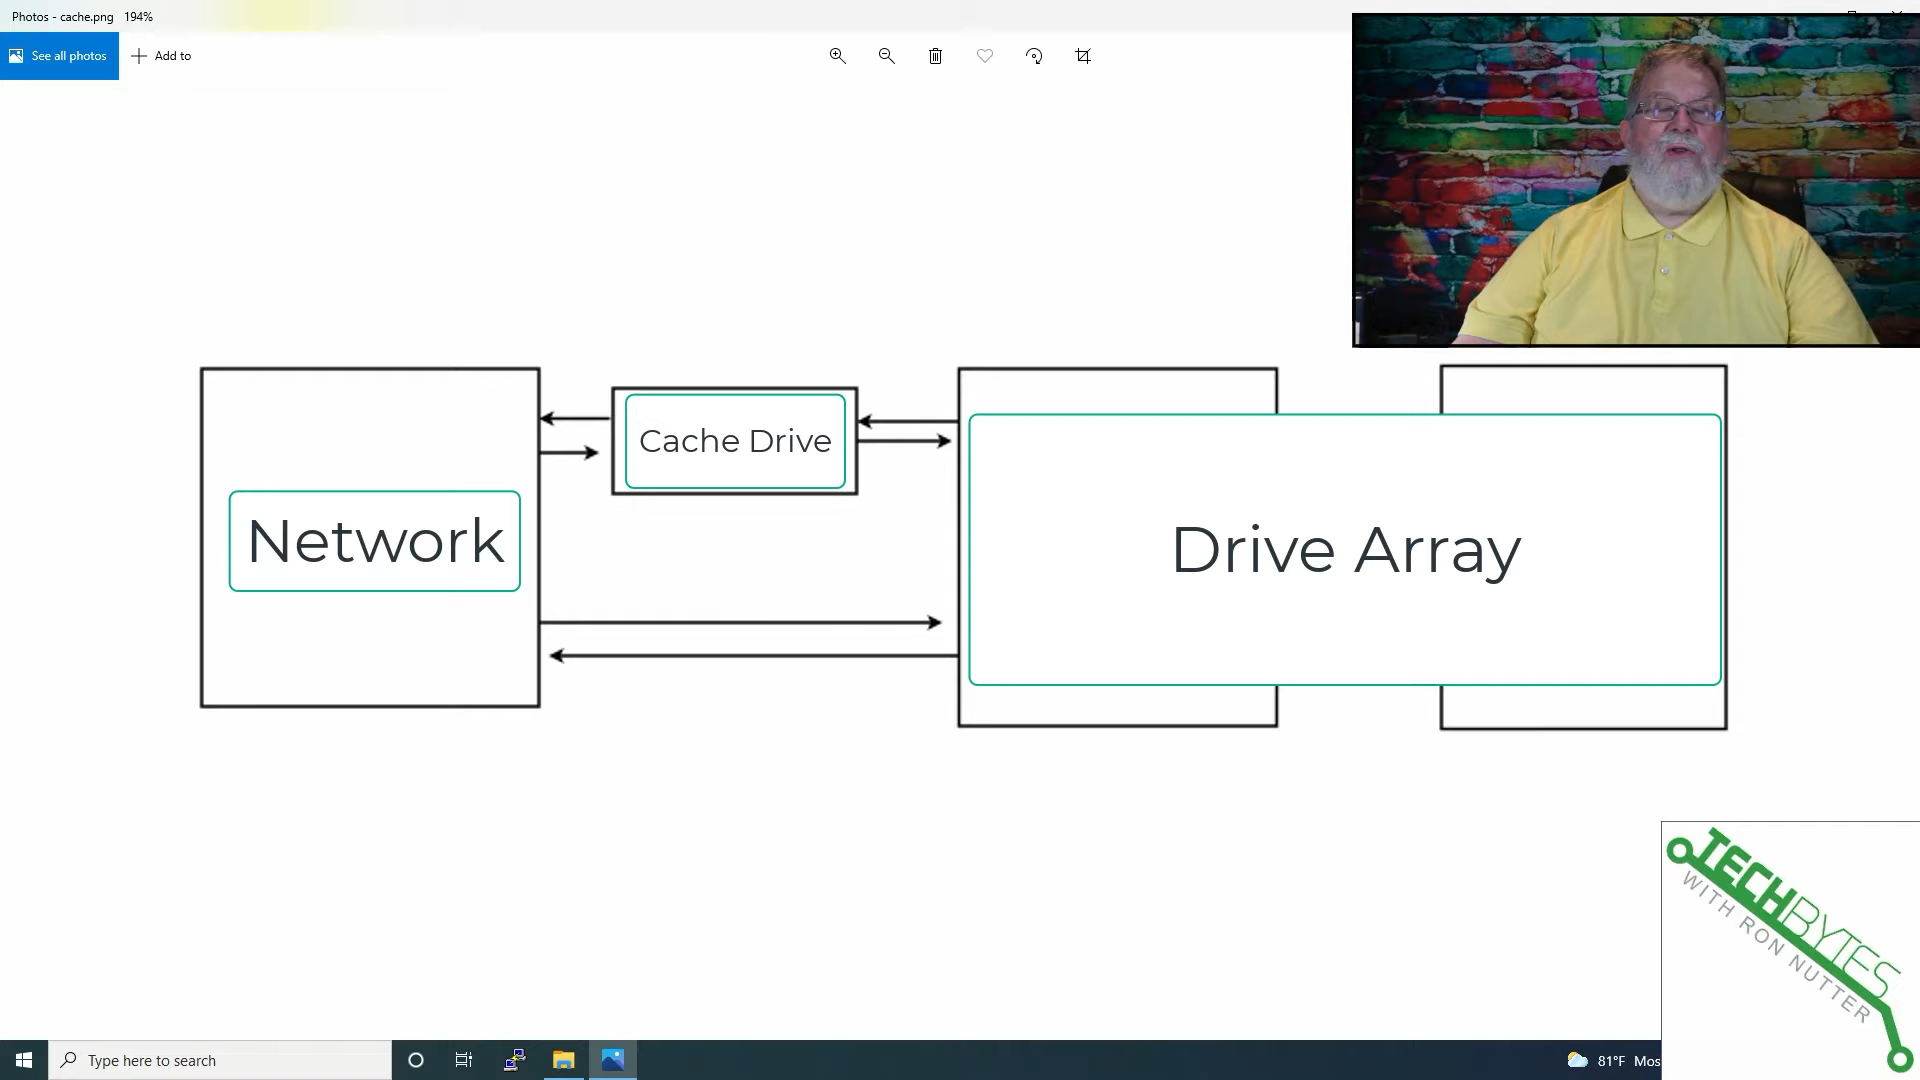 Photos - cache.png 194%
See all photos
Add to
Cache Drive
Network
Drive Array
TECHBYTES
WITH RON NUTTER
Type here to search
81°F Mos